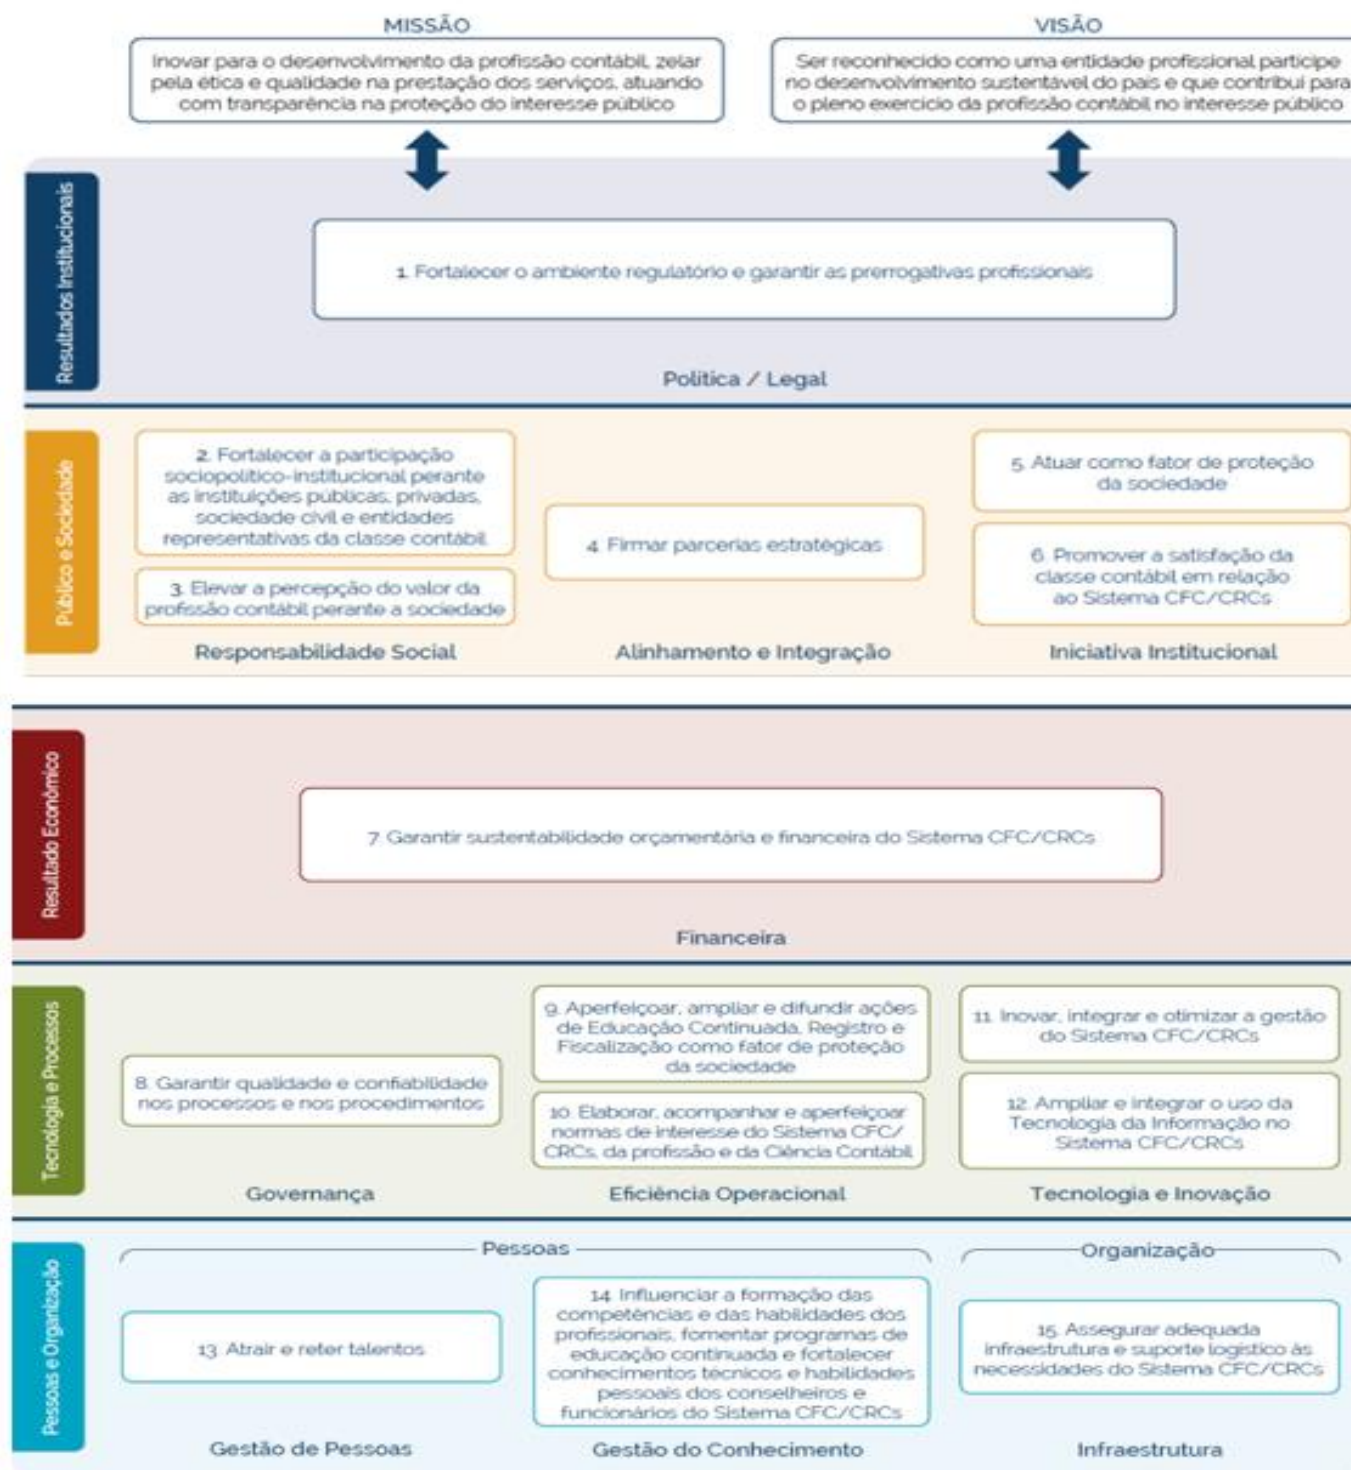 MISSÃO
Inovar para o desenvolvimento da profissão contábil, zelar
pela ética e qualidade na prestação dos serviços, atuando
com transparência na proteção do interesse público
VISÃO
Ser reconhecido como uma entidade profissional partícipe
no desenvolvimento sustentável do país e que contribui para
o pleno exercício da profissão contábil no interesse público
Resultados Institucionais
1. Fortalecer o ambiente regulatório e garantir as prerrogativas profissionais
Política / Legal
Público e Sociedade
2. Fortalecer a participação
sociopolítico-institucional perante
as instituições públicas, privadas,
sociedade civil e entidades
representativas da classe contábil
3. Elevar a percepção do valor da
profissão contábil perante a sociedade
Responsabilidade Social
4. Firmar parcerias estratégicas
Alinhamento e Integração
5. Atuar como fator de proteção
da sociedade
6. Promover a satisfação da
classe contábil em relação
ao Sistema CFC/CRCs
Iniciativa Institucional
Resultado Econômico
7. Garantir sustentabilidade orçamentária e financeira do Sistema CFC/CRCs
Financeira
Tecnologia e Processos
8. Garantir qualidade e confiabilidade
nos processos e nos procedimentos
Governança
9. Aperfeiçoar, ampliar e difundir ações
de Educação Continuada, Registro e
Fiscalização como fator de proteção
da sociedade
10. Elaborar, acompanhar e aperfeiçoar
normas de interesse do Sistema CFC/
CRCs, da profissão e da Ciência Contábil
Eficiência Operacional
11. Inovar, integrar e otimizar a gestão
do Sistema CFC/CRCs
12. Ampliar e integrar o uso da
Tecnologia da Informação no
Sistema CFC/CRCs
Tecnologia e Inovação
Pessoas e Organização
Pessoas
13. Atrair e reter talentos
Gestão de Pessoas
14. Influenciar a formação das
competências e das habilidades dos
profissionais, fomentar programas de
educação continuada e fortalecer
conhecimentos técnicos e habilidades
pessoais dos conselheiros e
funcionários do Sistema CFC/CRCs
Gestão do Conhecimento
Organização
15. Assegurar adequada
infraestrutura e suporte logístico às
necessidades do Sistema CFC/CRCs
Infraestrutura